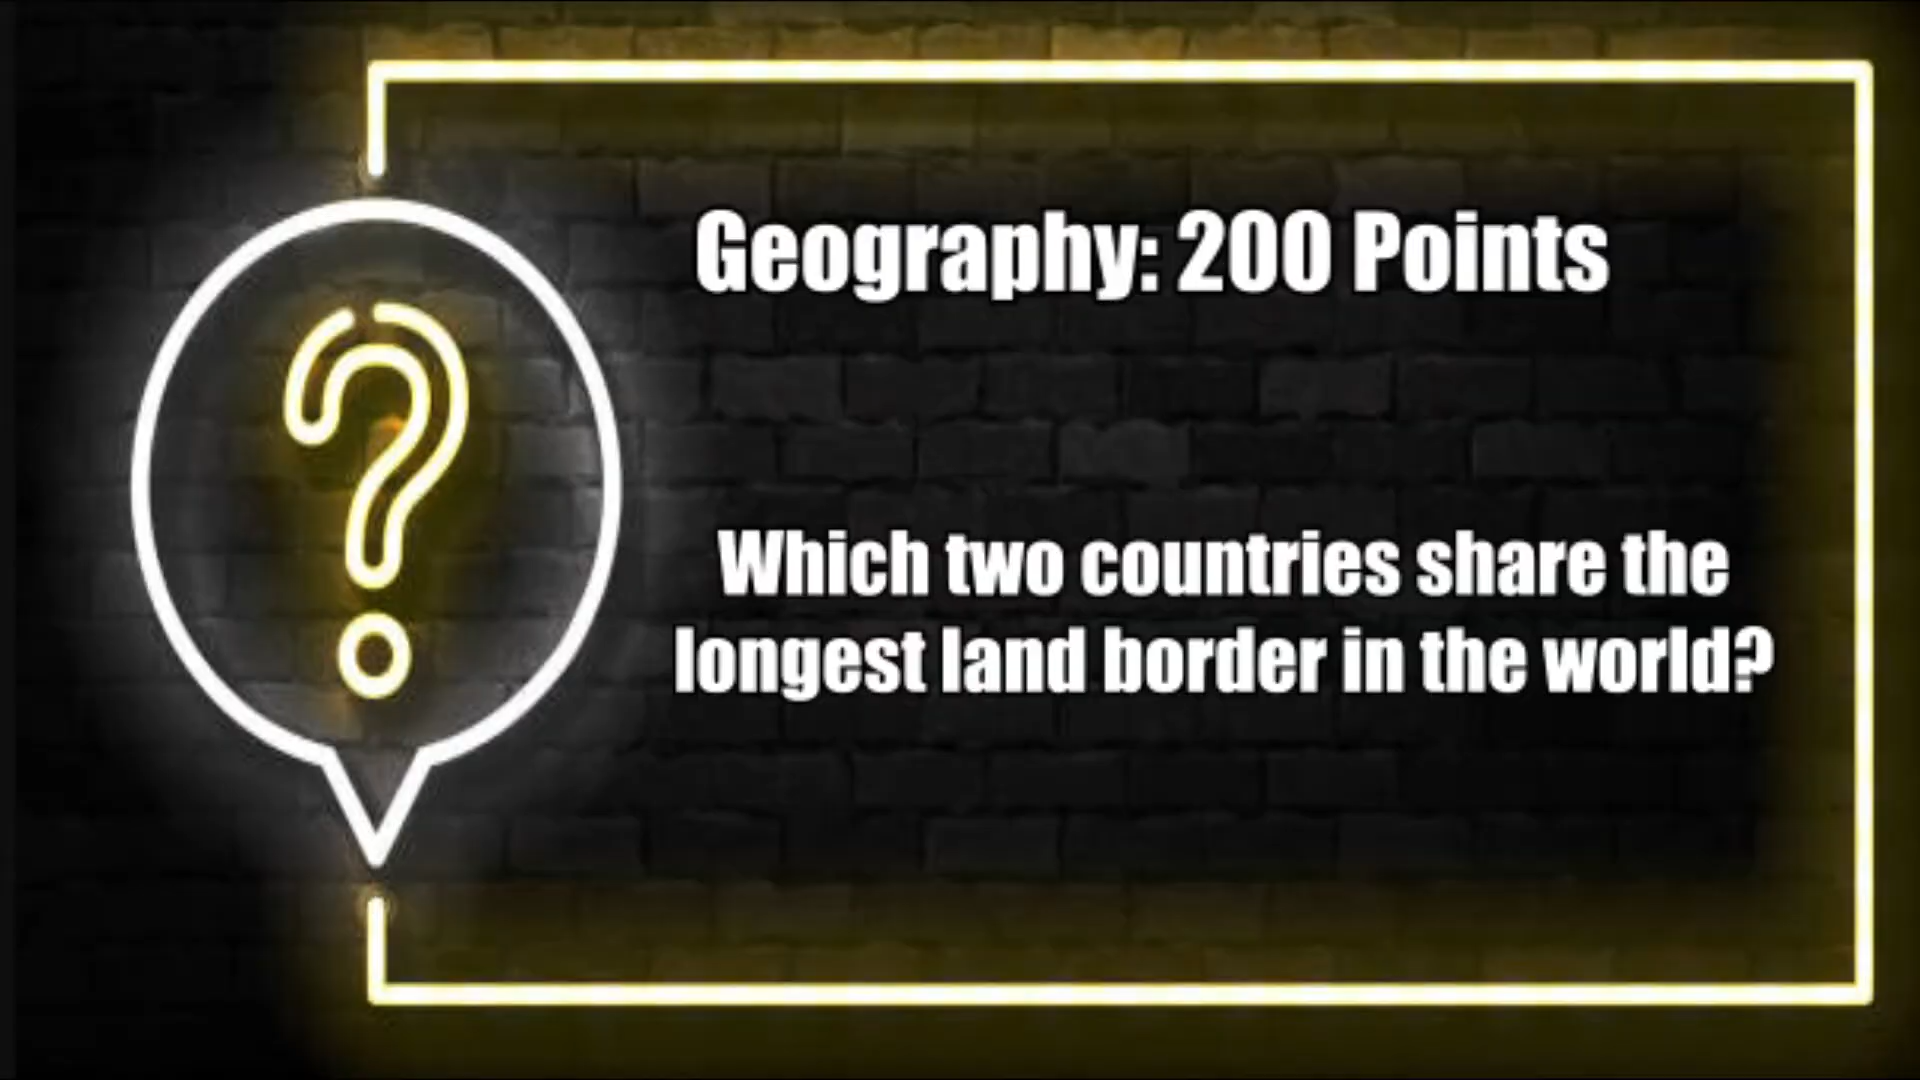 Geography: 200 Points
Which two countries share the
longest land border in the world?